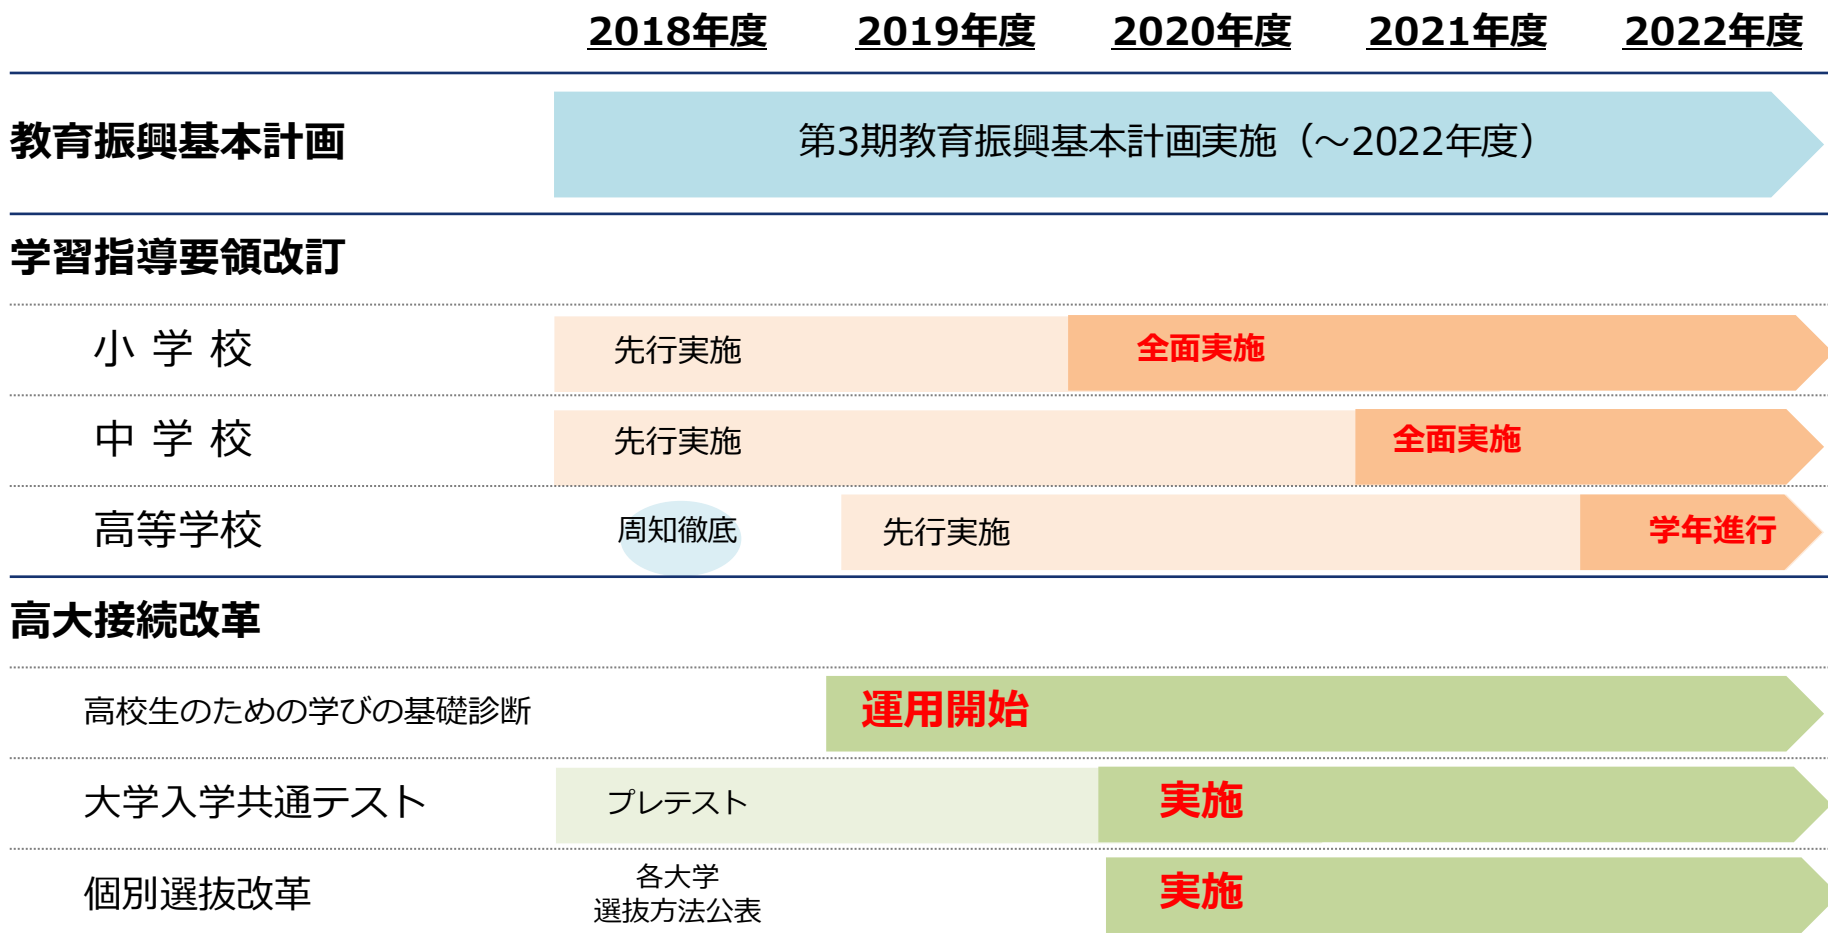 2018年度 2019年度 2020年度 2021年度 2022年度
教育振興基本計画 第3期教育振興基本計画実施（～2022年度）
学習指導要領改訂
小 学 校 先行実施 全面実施
中 学 校 先行実施 全面実施
高等学校 周知徹底 先行実施 学年進行
高大接続改革
高校生のための学びの基礎診断 運用開始
大学入学共通テスト プレテスト 実施
個別選抜改革 各大学 実施
選抜方法公表